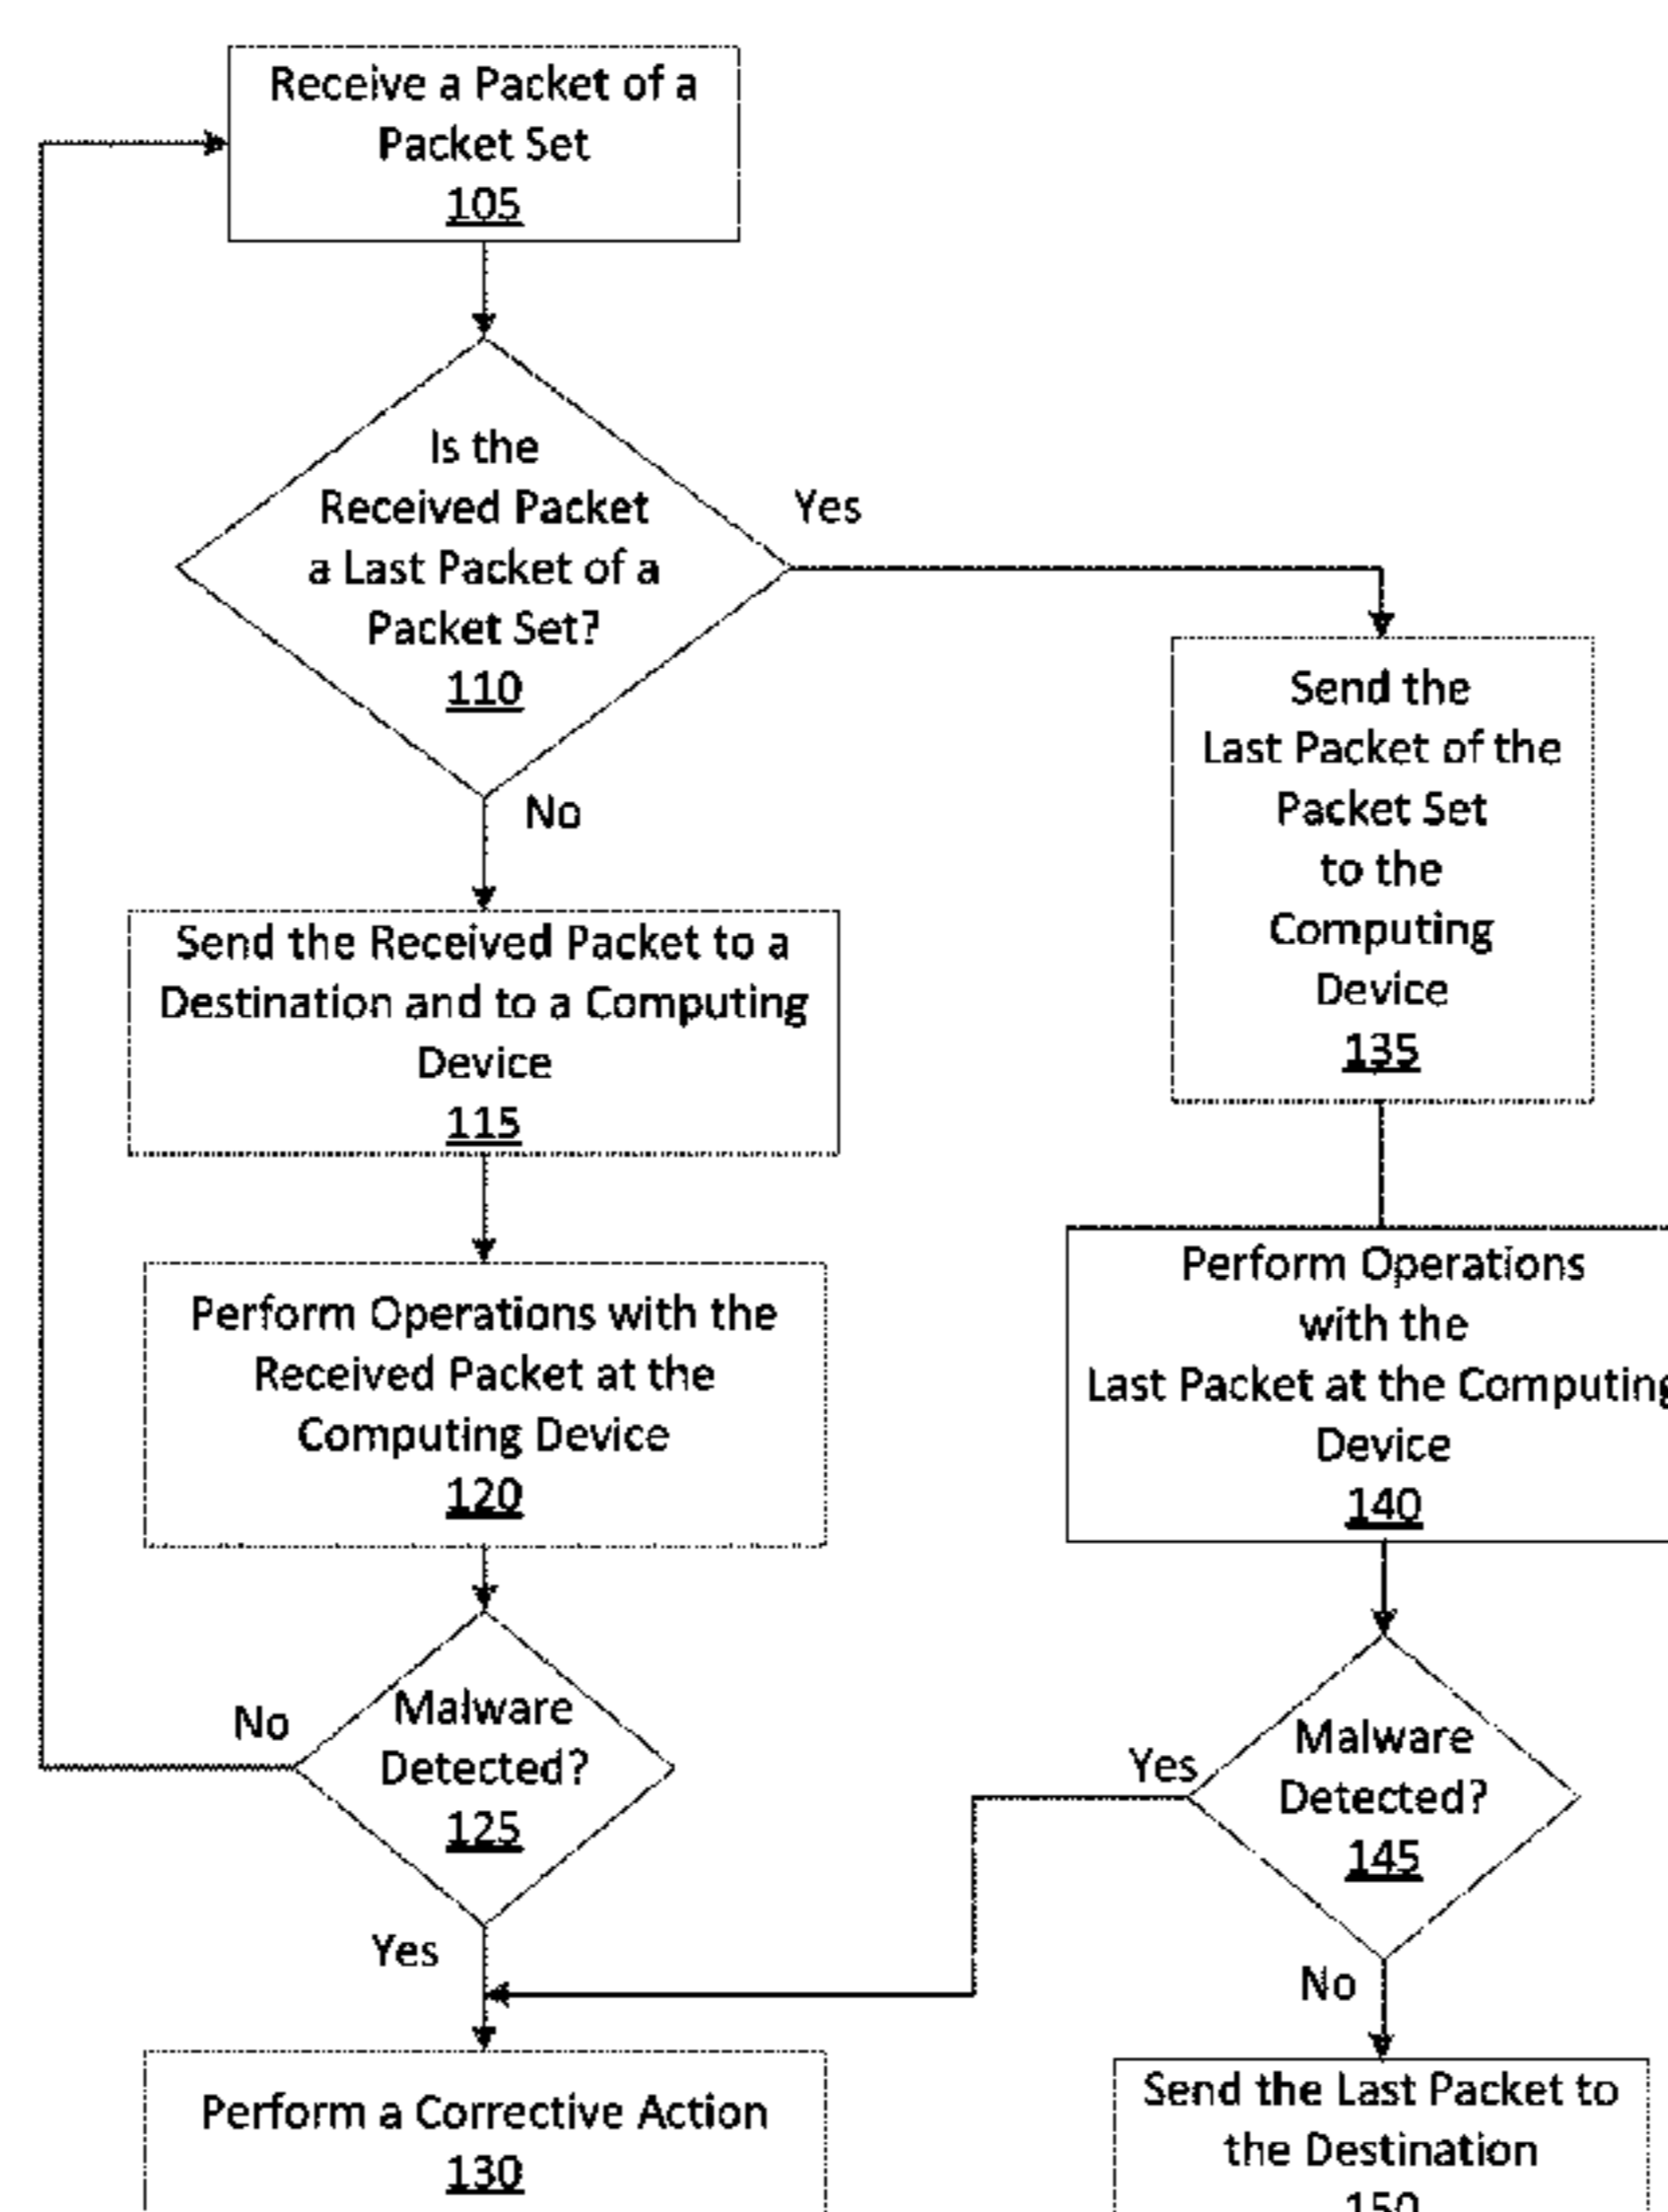 Receive a Packet of a
Packet Set
105
Is the
Received Packet
a Last Packet of a
Packet Set?
110
Yes
No
Send the
Last Packet of the
Packet Set
to the
Computing
Device
135
Send the Received Packet to a
Destination and to a Computing
Device
115
Perform Operations with the
Received Packet at the
Computing Device
120
Perform Operations
with the
Last Packet at the Computing
Device
140
Malware
Detected?
125
No
Yes
Malware
Detected?
145
Yes
No
Perform a Corrective Action
130
Send the Last Packet to
the Destination
150